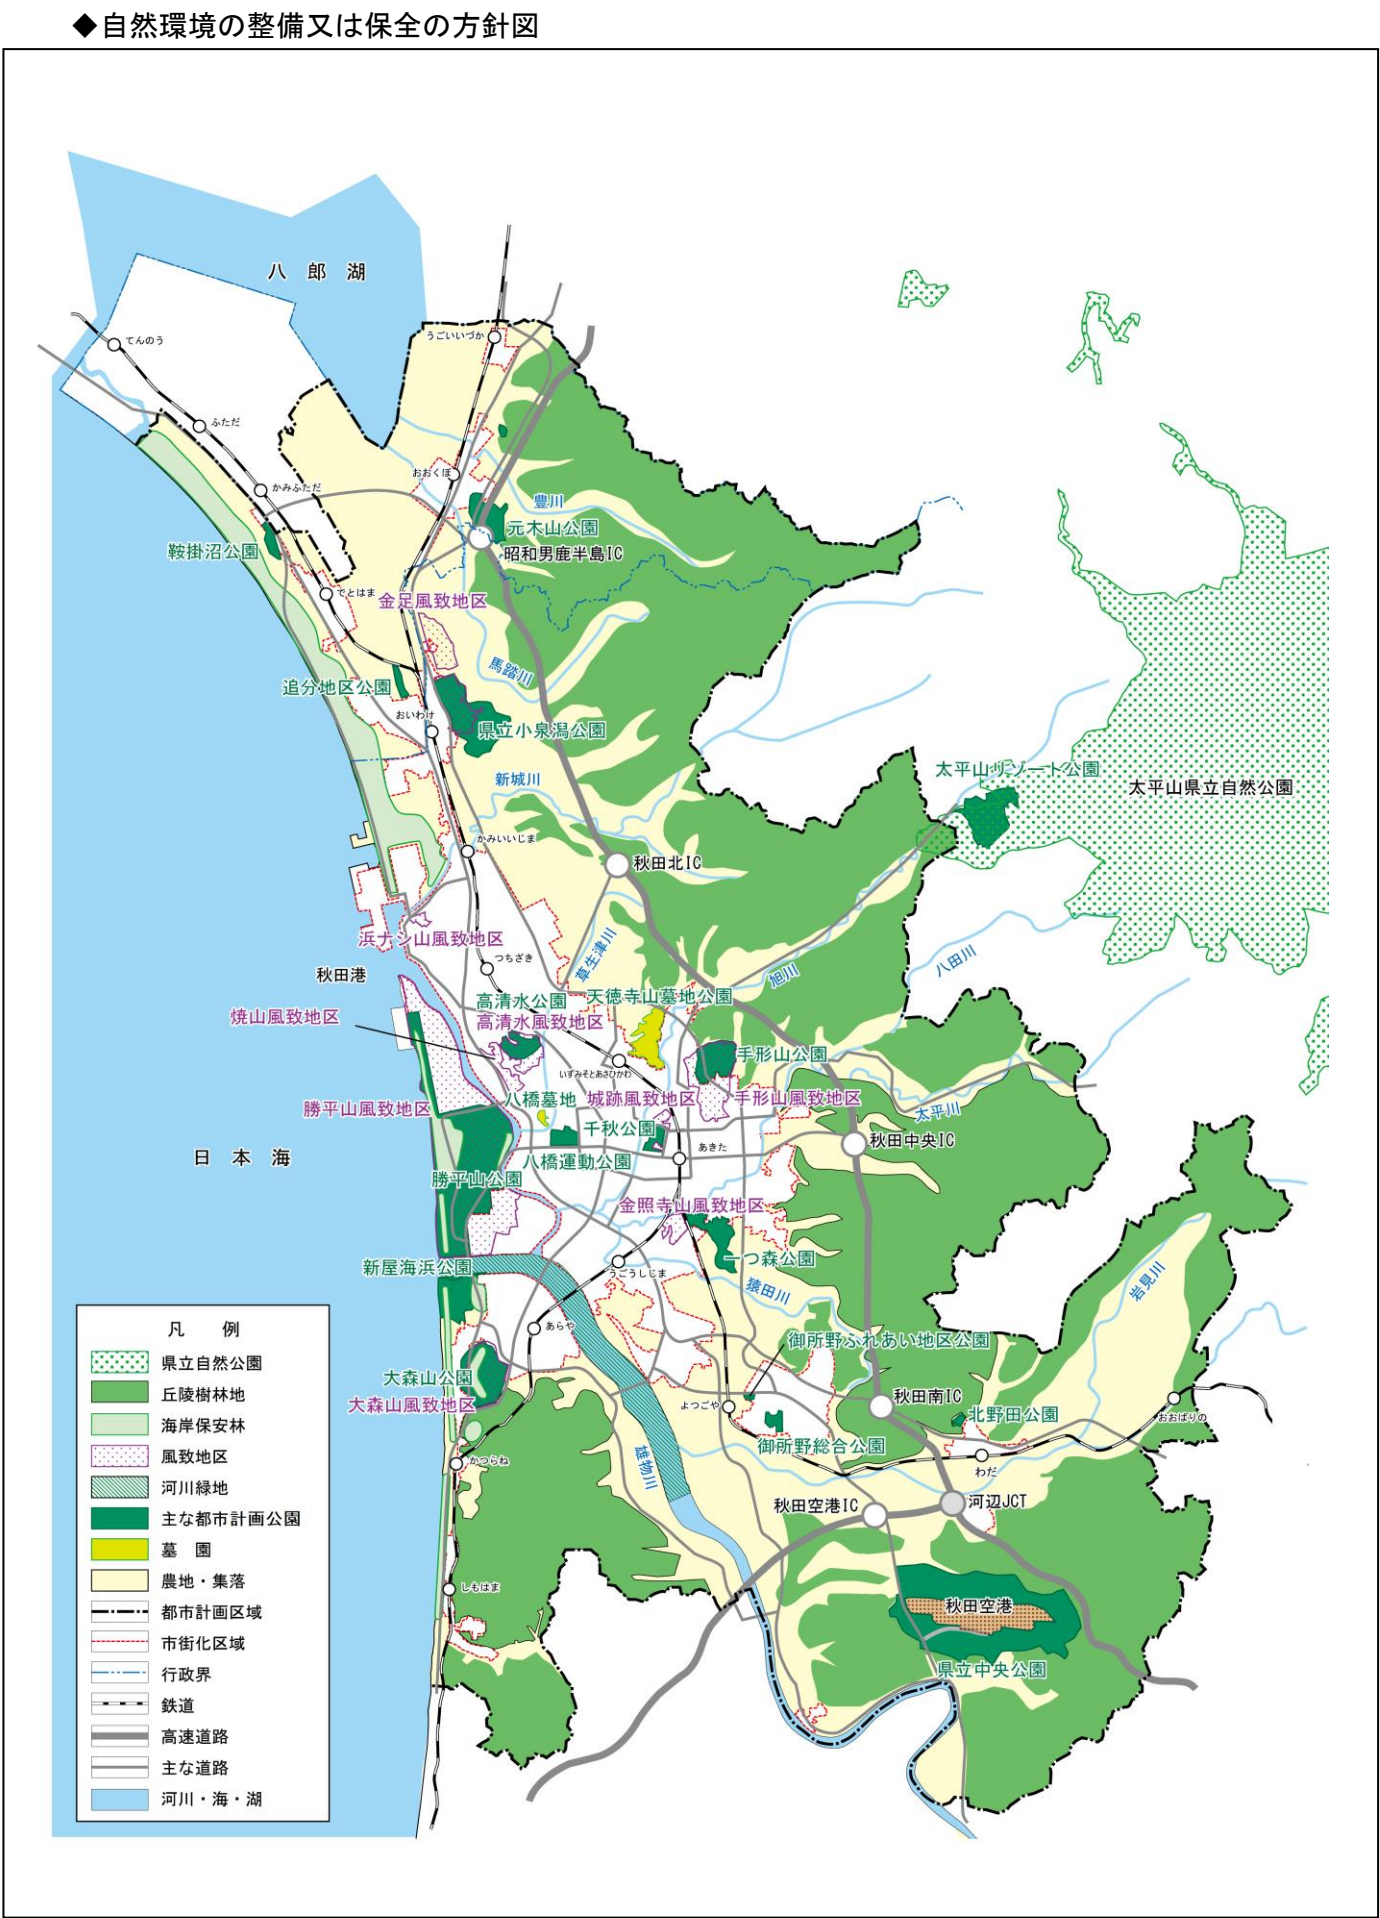 ◆自然環境の整備又は保全の方針図
八郎湖
てんのう
うごいいづか
ふただ
おおくぼ
かみふただ
豊川
元木山公園
鞍掛沼公園
昭和男鹿半島IC
でとはま
金足風致地区
馬踏川
追分地区公園
おいわけ
県立小泉潟公園
太平山リゾート公園
新城川
太平山県立自然公園
かみいいじま
秋田北IC
浜ナシ山風致地区
草生津川
八田川
つちざき
旭川
秋田港
高清水公園
天徳寺山墓地公園
焼山風致地区
高清水風致地区
手形山公園
いずみそとあさひかわ
勝平山風致地区
八橋墓地
城跡風致地区
手形山風致地区
太平川
千秋公園
秋田中央IC
日本海
八橋運動公園
あきた
勝平山公園
金照寺山風致地区
新屋海浜公園
一つ森公園
うごうしじま
猿田川
岩見川
あらや
御所野ふれあい地区公園
大森山公園
大森山風致地区
よつごや
秋田南IC
北野田公園
おおばりの
御所野総合公園
かつらね
雄物川
わだ
秋田空港IC
河辺JCT
しもはま
秋田空港
県立中央公園
凡例
県立自然公園
丘陵樹林地
海岸保安林
風致地区
河川緑地
主な都市計画公園
墓園
農地・集落
都市計画区域
市街化区域
行政界
鉄道
高速道路
主な道路
河川・海・湖